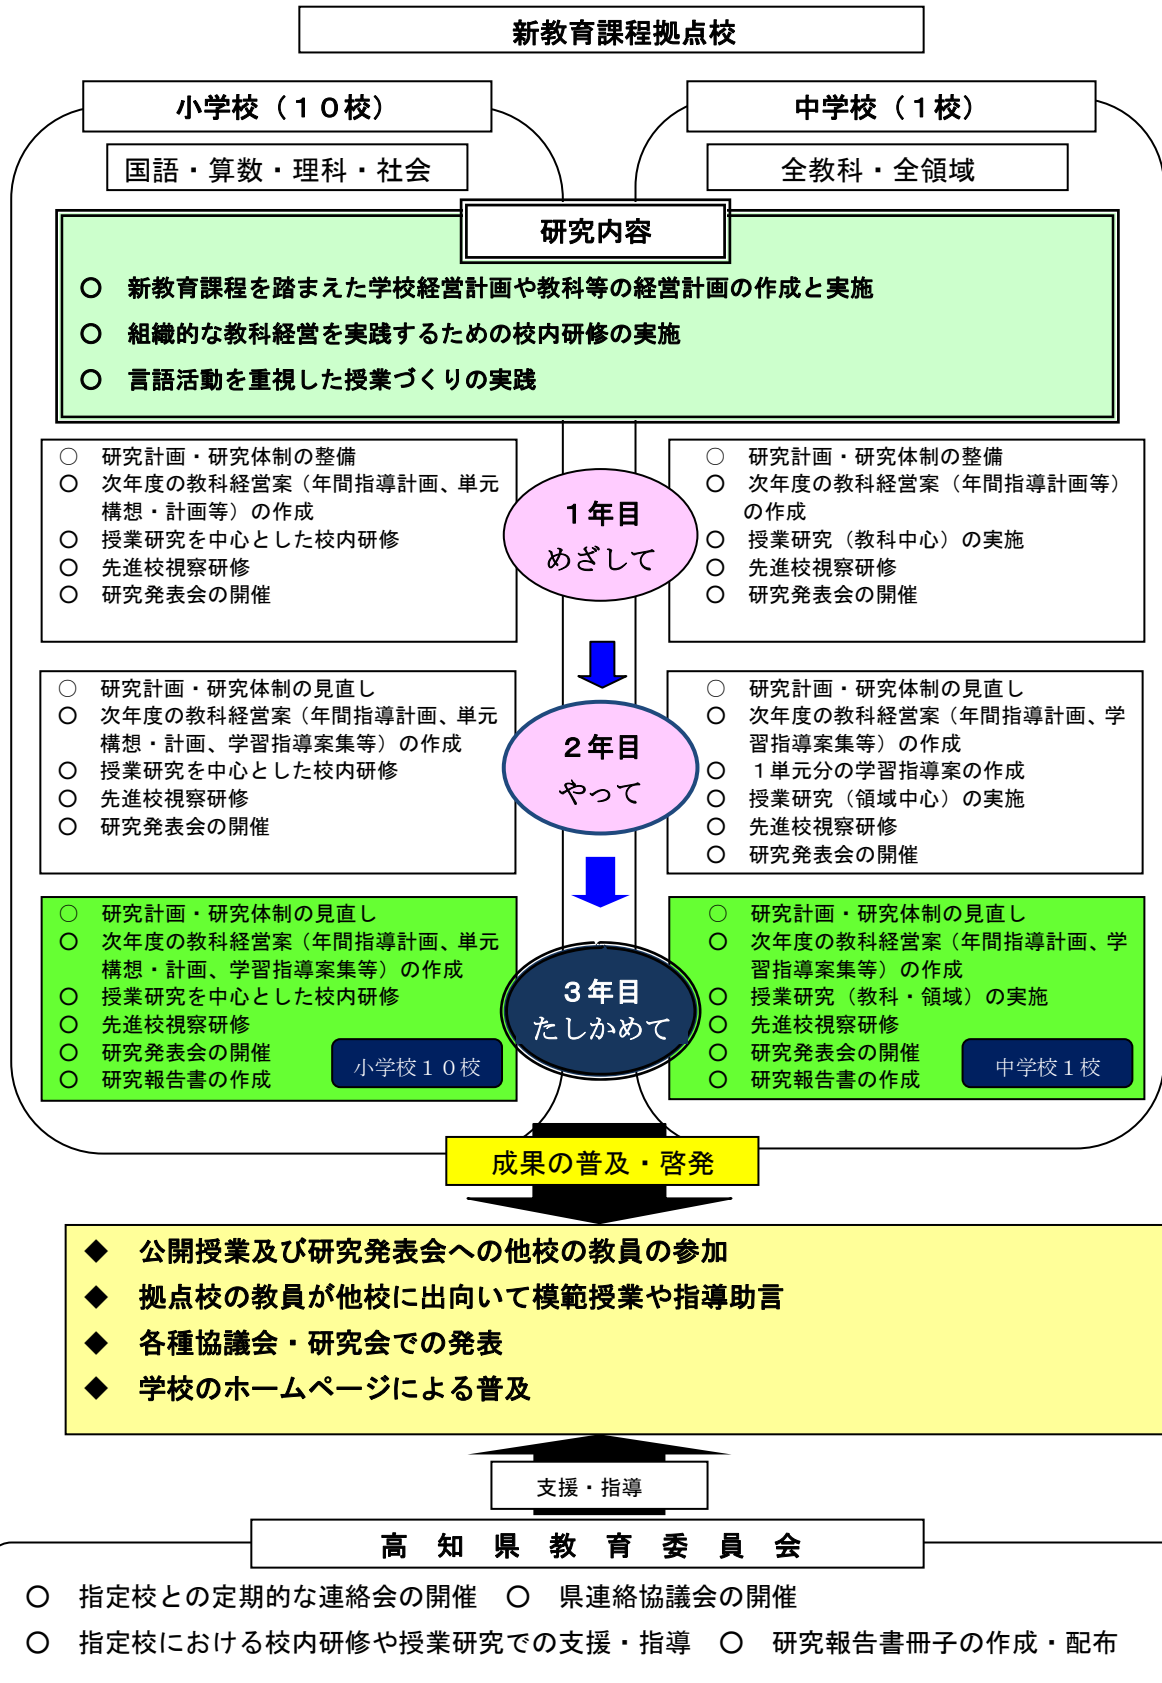 新教育課程拠点校
小学校（１０校）
中学校（１校）
国語・算数・理科・社会
全教科・全領域
研究内容
○　新教育課程を踏まえた学校経営計画や教科等の経営計画の作成と実施
○　組織的な教科経営を実践するための校内研修の実施
○　言語活動を重視した授業づくりの実践
○　研究計画・研究体制の整備
○　次年度の教科経営案（年間指導計画、単元
構想・計画等）の作成
○　授業研究を中心とした校内研修
○　先進校視察研修
○　研究発表会の開催
１年目
めざして
○　研究計画・研究体制の整備
○　次年度の教科経営案（年間指導計画等）
の作成
○　授業研究（教科中心）の実施
○　先進校視察研修
○　研究発表会の開催
○　研究計画・研究体制の見直し
○　次年度の教科経営案（年間指導計画、単元
構想・計画、学習指導案集等）の作成
○　授業研究を中心とした校内研修
○　先進校視察研修
○　研究発表会の開催
２年目
やって
○　研究計画・研究体制の見直し
○　次年度の教科経営案（年間指導計画、学
習指導案集等）の作成
○　１単元分の学習指導案の作成
○　授業研究（領域中心）の実施
○　先進校視察研修
○　研究発表会の開催
○　研究計画・研究体制の見直し
○　次年度の教科経営案（年間指導計画、単元
構想・計画、学習指導案集等）の作成
○　授業研究を中心とした校内研修
○　先進校視察研修
○　研究発表会の開催
○　研究報告書の作成
小学校１０校
３年目
たしかめて
○　研究計画・研究体制の見直し
○　次年度の教科経営案（年間指導計画、学
習指導案集等）の作成
○　授業研究（教科・領域）の実施
○　先進校視察研修
○　研究発表会の開催
○　研究報告書の作成
中学校１校
成果の普及・啓発
◆　公開授業及び研究発表会への他校の教員の参加
◆　拠点校の教員が他校に出向いて模範授業や指導助言
◆　各種協議会・研究会での発表
◆　学校のホームページによる普及
支援・指導
高　知　県　教　育　委　員　会
○　指定校との定期的な連絡会の開催　○　県連絡協議会の開催
○　指定校における校内研修や授業研究での支援・指導　○　研究報告書冊子の作成・配布